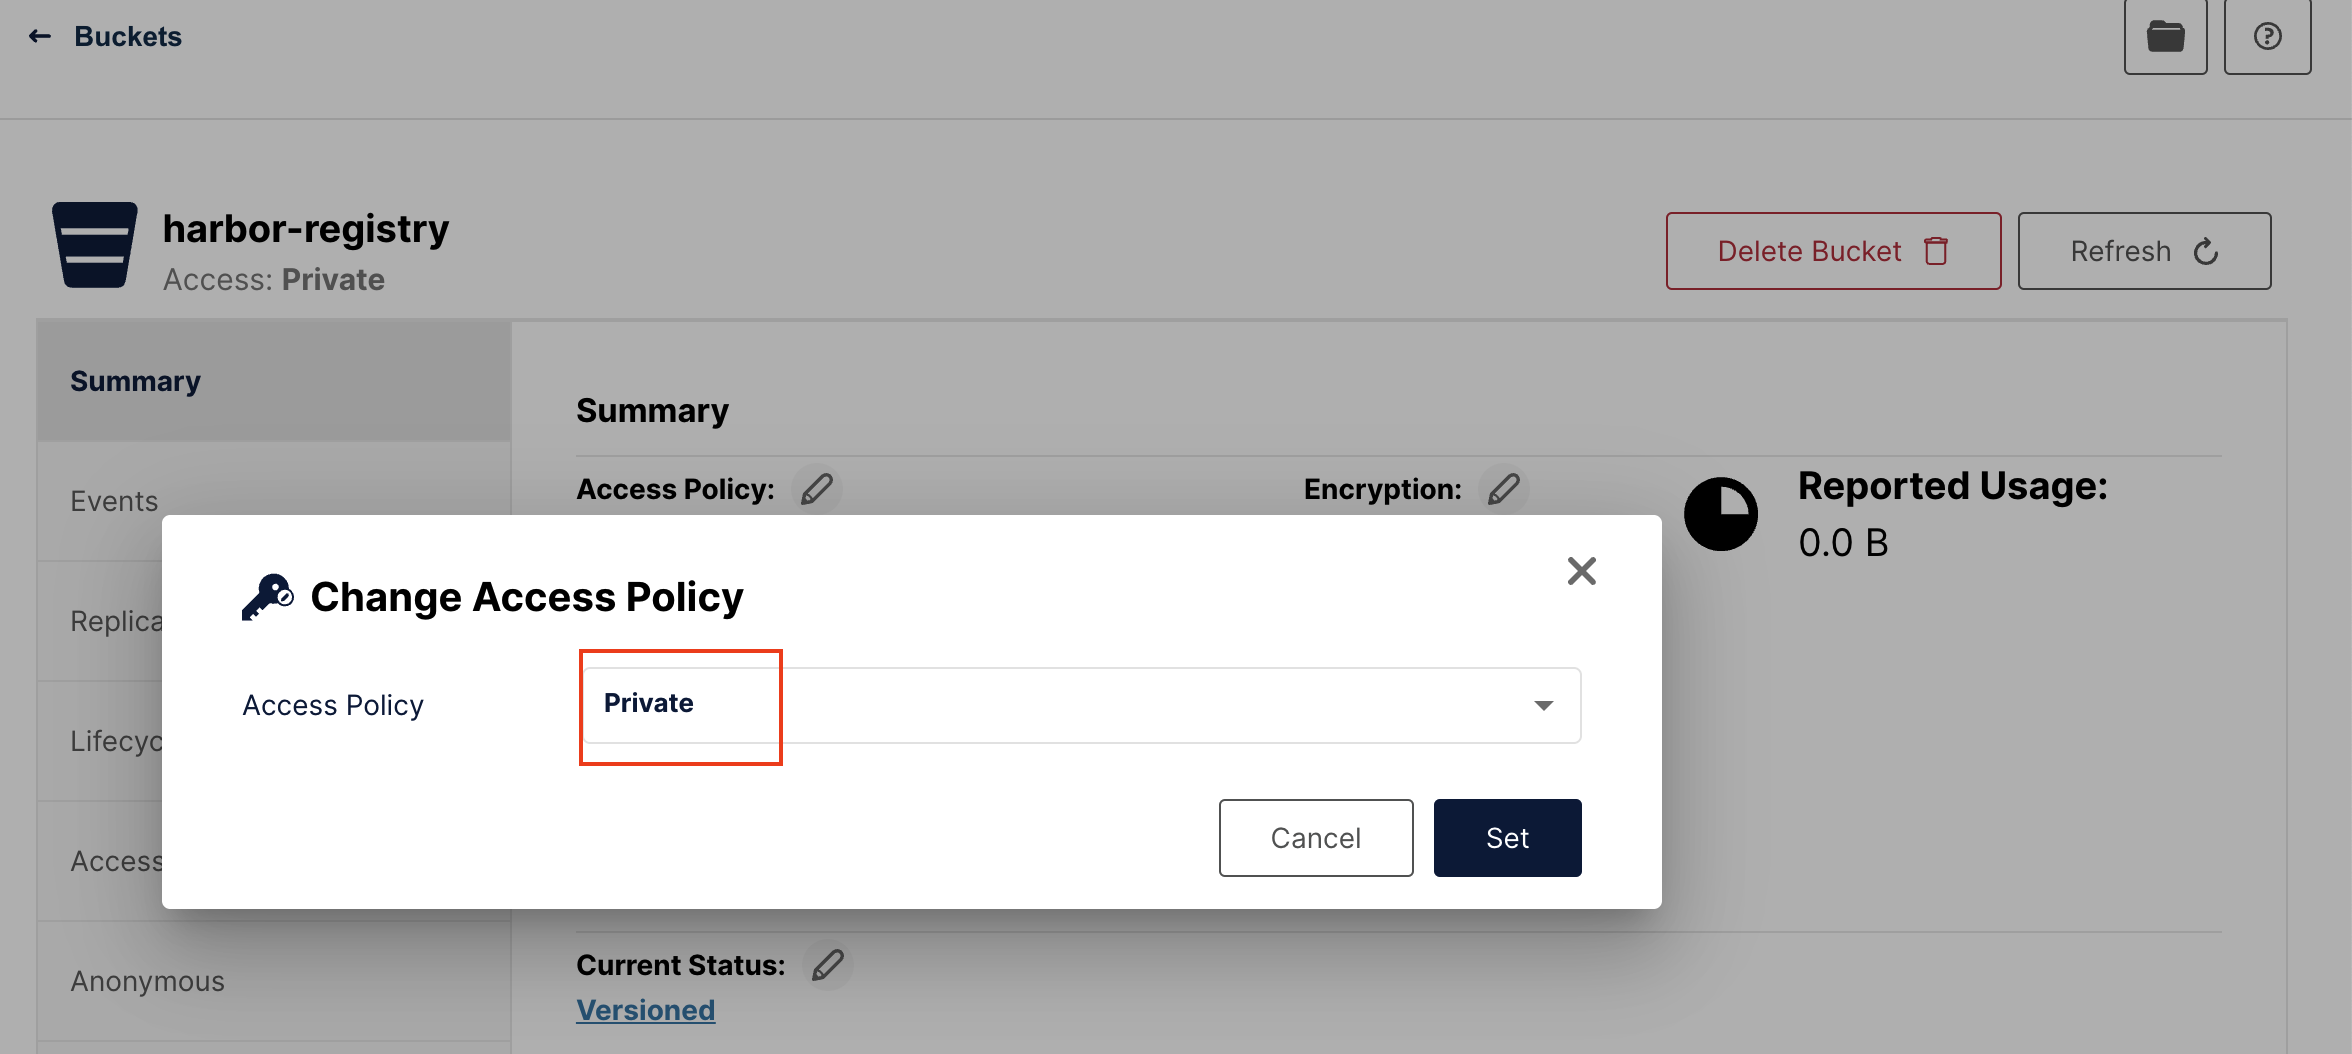 Buckets
harbor-registry
Access: Private
Delete Bucket
Refresh
Summary
Events
Replica
Lifecyc
Access
Anonymous
Summary
Access Policy:
Encryption:
Reported Usage:
0.0 B
Change Access Policy
Access Policy
Private
Cancel
Set
Current Status:
Versioned